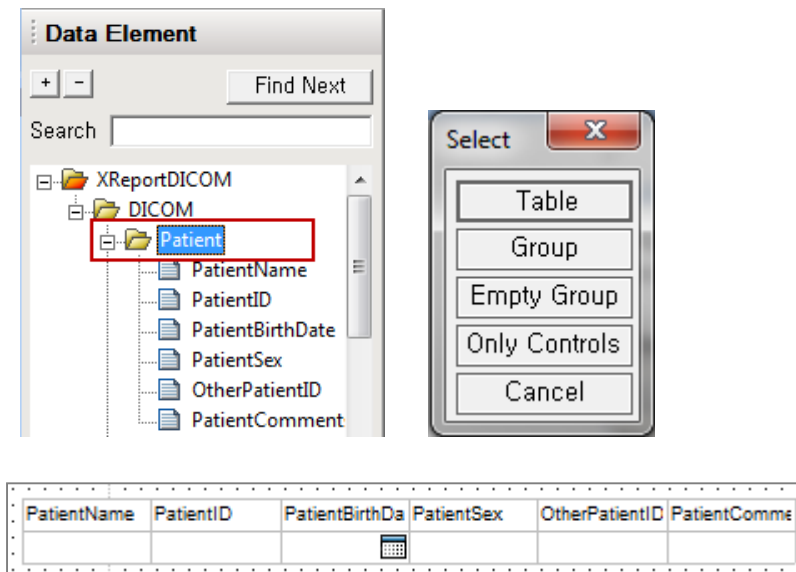 Data Element
+ -
Find Next
Search
XReportDICOM
DICOM
Patient
PatientName
PatientID
PatientBirthDate
PatientSex
OtherPatientID
PatientComment
Select
Table
Group
Empty Group
Only Controls
Cancel
PatientName PatientID PatientBirthDa PatientSex OtherPatientID PatientComme